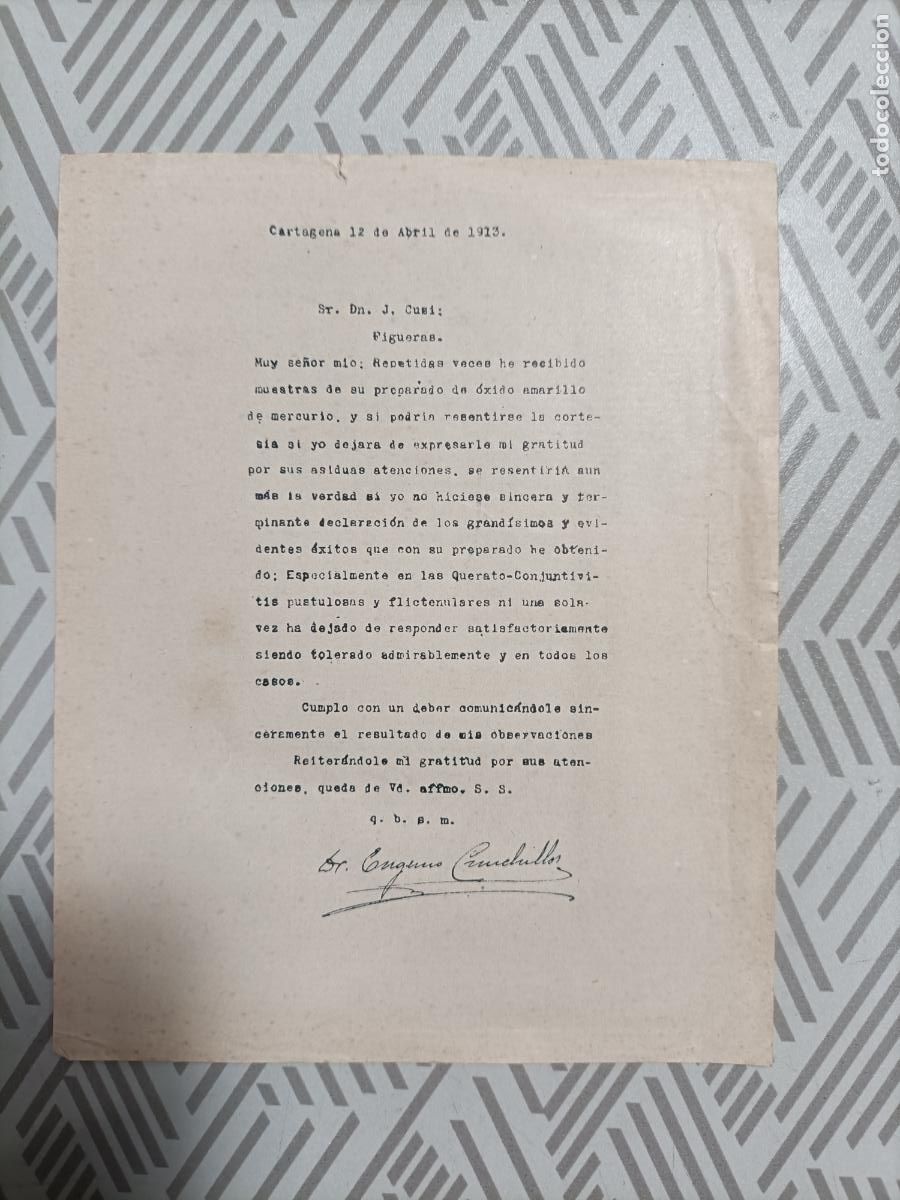 Cartagena 12 de Abril de 1913.
Sr. Dn. J. Cusí;
Figueras.
Muy señor mio; Repetidas veces he recibido
muestras de su preparado de óxido amarillo
de mercurio, y si podria resentirse la corte-
sía si yo dejara de expresarle mi gratitud
por sus asiduas atenciones, se resentiriá aun
más la verdad si yo no hiciese sincera y ter-
minante declaración de los grandísimos y evi-
dentes éxitos que con su preparado he obteni-
do; Especialmente en las Querato-Conjuntivi-
tis pustulosas y flictenulares ni una sola
vez ha dejado de responder satisfactoriamente
siendo tolerado admirablemente y en todos los
casos.
Cumplo con un deber comunicándole sin-
ceramente el resultado de mis observaciones
Reiterándole mi gratitud por sus aten-
ciones, queda de Vd. affmo. S. S.
q. b. s. m.
Dr. Eugenio Cunchillos
todocoleccion